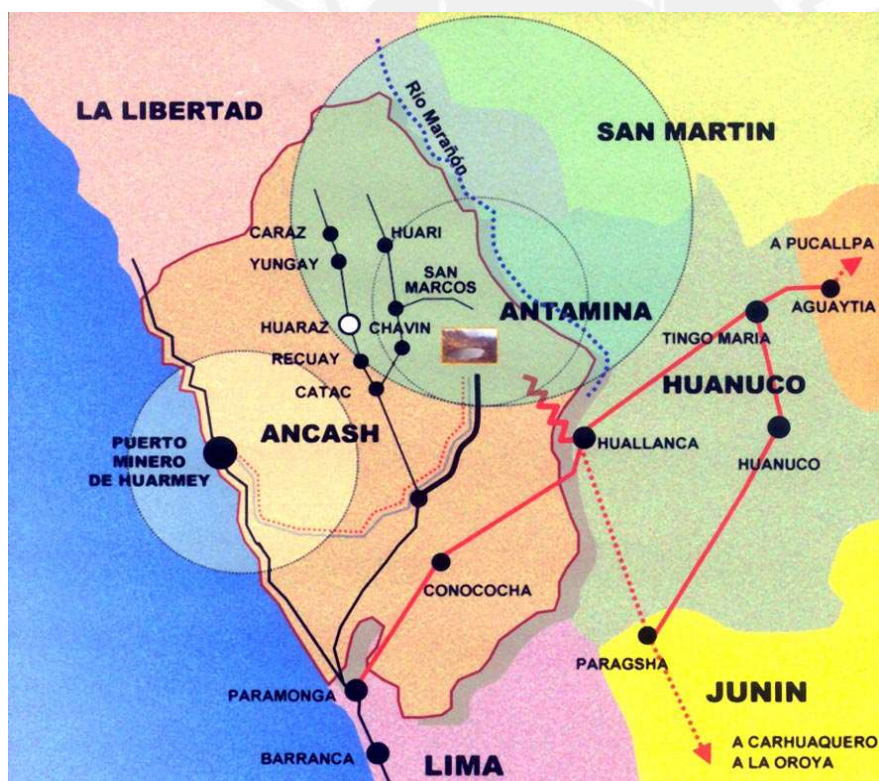 LA LIBERTAD
Río Marañón
SAN MARTIN
CARAZ
HUARI
YUNGAY
SAN
MARCOS
A PUCALLPA
HUARAZ
CHAVIN
ANTAMINA
AGUAYTIA
RECUAY
TINGO MARIA
CATAC
HUANUCO
ANCASH
PUERTO
MINERO
DE HUARMEY
HUALLANCA
HUANUCO
CONOCOCHA
PARAGSHA
PARAMONGA
JUNIN
BARRANCA
LIMA
A CARHUAQUERO
A LA OROYA